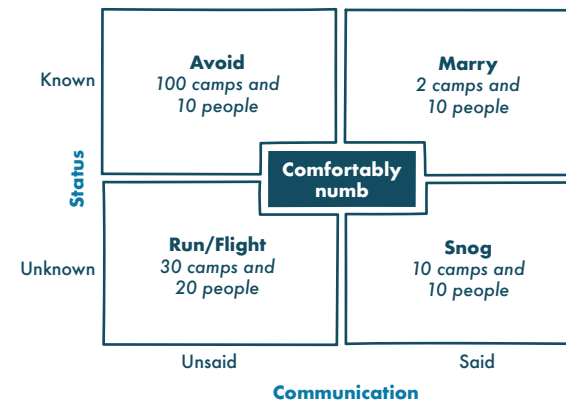 Known
Avoid
100 camps and
10 people
Marry
2 camps and
10 people
Status
Comfortably
numb
Unknown
Run/Flight
30 camps and
20 people
Snog
10 camps and
10 people
Unsaid
Said
Communication